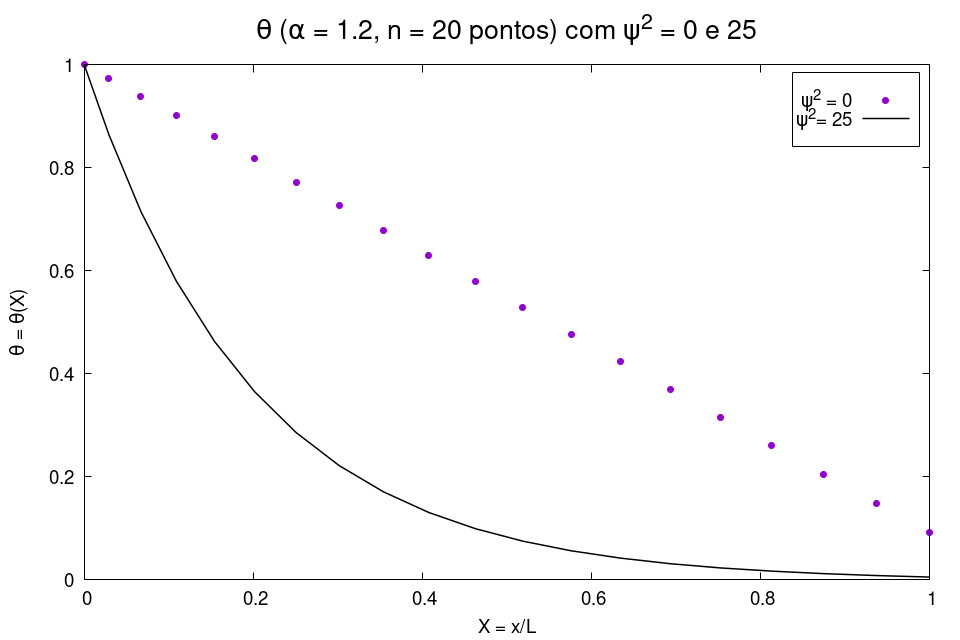 θ (α = 1.2, n = 20 pontos) com ψ² = 0 e 25
ψ² = 0
ψ²= 25
1
0.8
0.6
0.4
0.2
0
θ = θ(X)
0 0.2 0.4 0.6 0.8 1
X = x/L